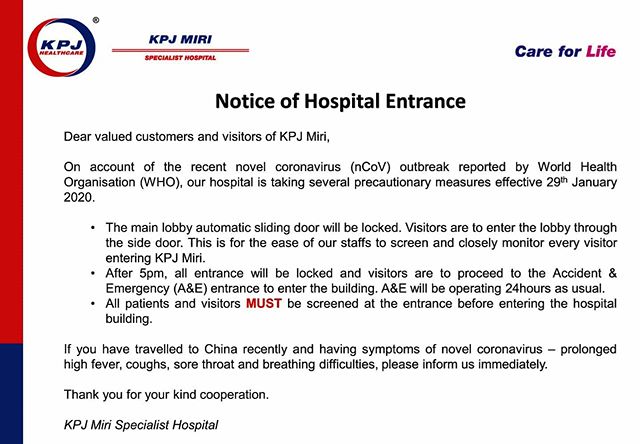 KPJ
HEALTHCARE
®
KPJ MIRI
SPECIALIST HOSPITAL
Care for Life
Notice of Hospital Entrance
Dear valued customers and visitors of KPJ Miri,
On account of the recent novel coronavirus (nCoV) outbreak reported by World Health
Organisation (WHO), our hospital is taking several precautionary measures effective 29th January
2020.
• The main lobby automatic sliding door will be locked. Visitors are to enter the lobby through
the side door. This is for the ease of our staffs to screen and closely monitor every visitor
entering KPJ Miri.
• After 5pm, all entrance will be locked and visitors are to proceed to the Accident &
Emergency (A&E) entrance to enter the building. A&E will be operating 24hours as usual.
• All patients and visitors MUST be screened at the entrance before entering the hospital
building.
If you have travelled to China recently and having symptoms of novel coronavirus – prolonged
high fever, coughs, sore throat and breathing difficulties, please inform us immediately.
Thank you for your kind cooperation.
KPJ Miri Specialist Hospital